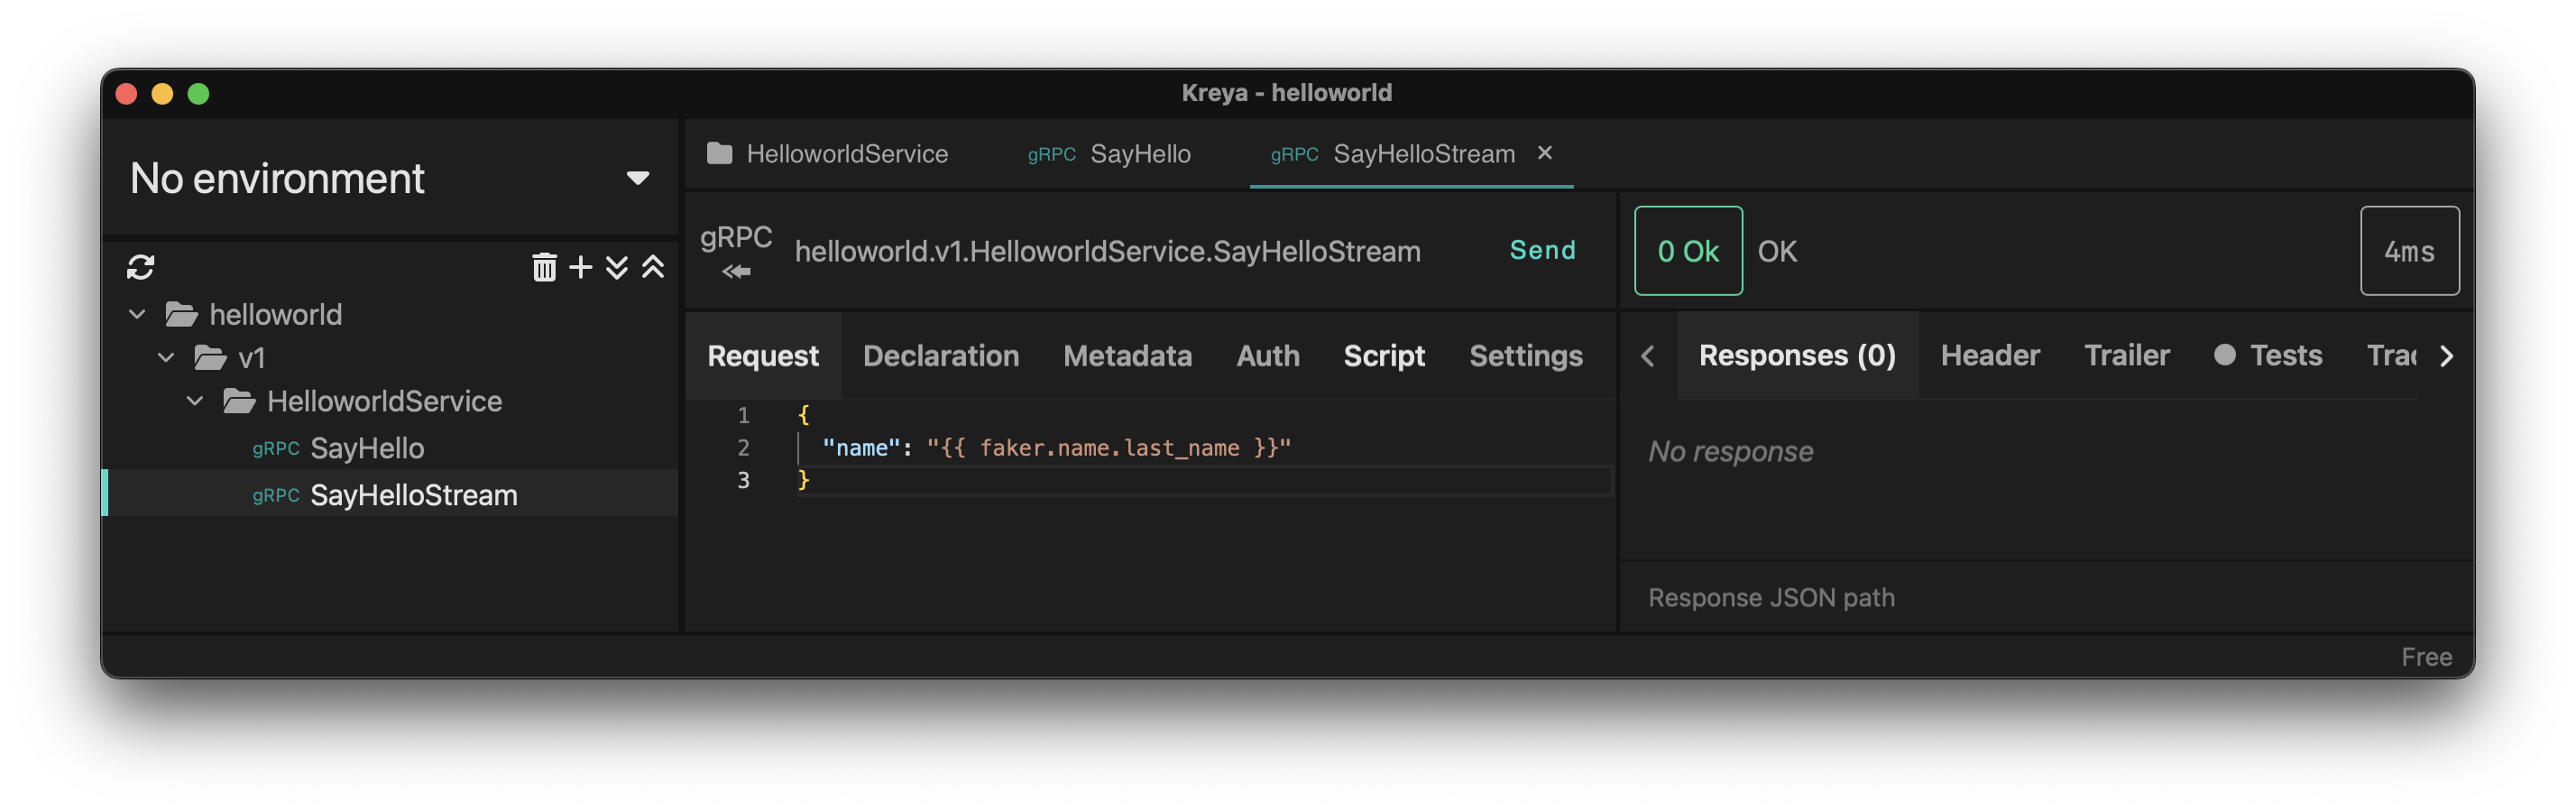 Kreya - helloworld
No environment
helloworld
v1
HelloworldService
gRPC SayHello
gRPC SayHelloStream
HelloworldService gRPC SayHello gRPC SayHelloStream
gRPC helloworld.v1.HelloworldService.SayHelloStream Send
Request Declaration Metadata Auth Script Settings
1 {
2 "name": "{{ faker.name.last_name }}"
3 }
0 Ok OK 4ms
Responses (0) Header Trailer Tests
No response
Response JSON path
Free